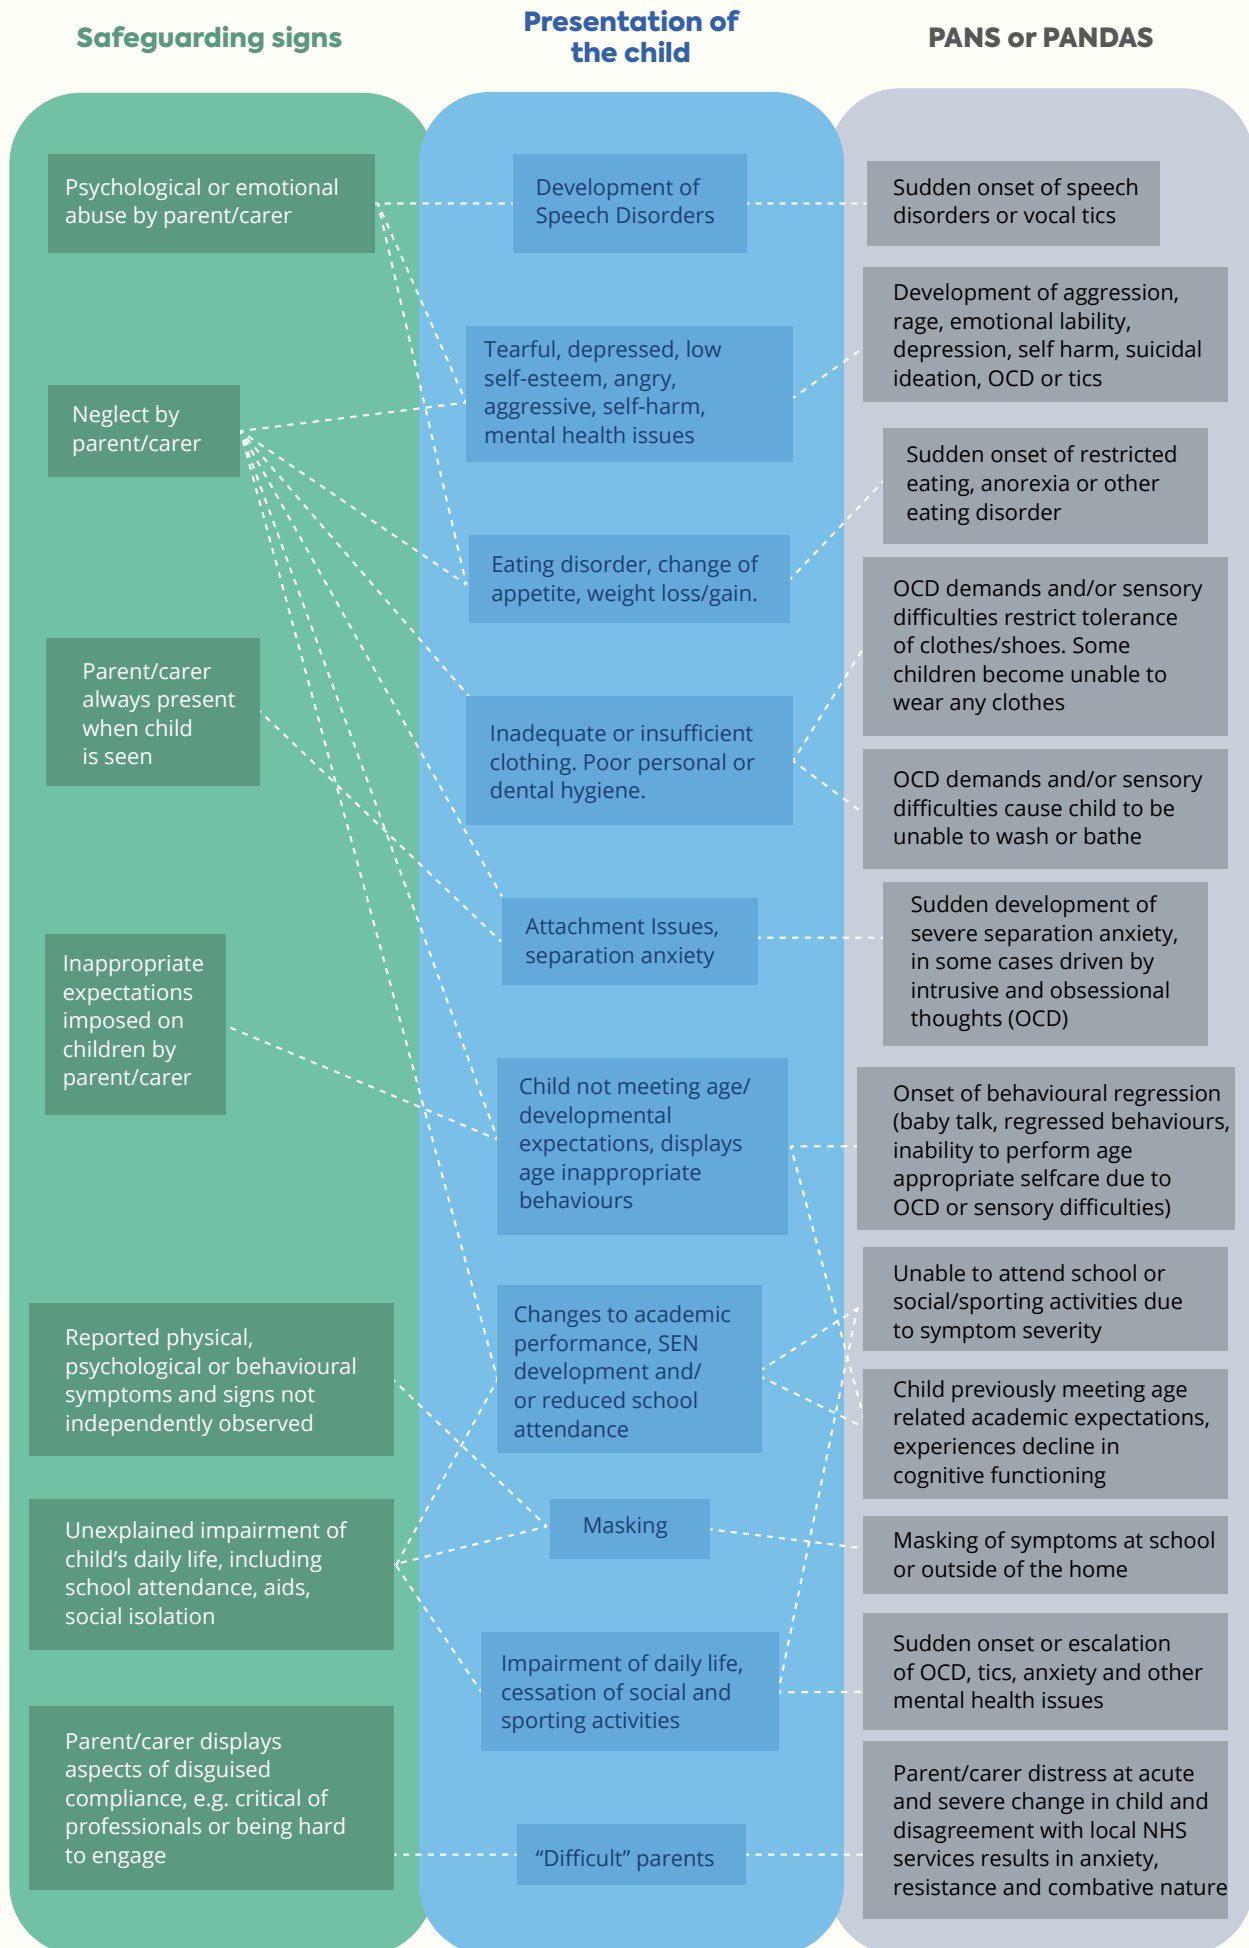 Safeguarding signs
Presentation of
the child
PANS or PANDAS
Psychological or emotional
abuse by parent/carer
Neglect by
parent/carer
Parent/carer
always present
when child
is seen
Inappropriate
expectations
imposed on
children by
parent/carer
Reported physical,
psychological or behavioural
symptoms and signs not
independently observed
Unexplained impairment of
child’s daily life, including
school attendance, aids,
social isolation
Parent/carer displays
aspects of disguised
compliance, e.g. critical of
professionals or being hard
to engage
Development of
Speech Disorders
Tearful, depressed, low
self-esteem, angry,
aggressive, self-harm,
mental health issues
Eating disorder, change of
appetite, weight loss/gain.
Inadequate or insufficient
clothing. Poor personal or
dental hygiene.
Attachment Issues,
separation anxiety
Child not meeting age/
developmental
expectations, displays
age inappropriate
behaviours
Changes to academic
performance, SEN
development and/
or reduced school
attendance
Masking
Impairment of daily life,
cessation of social and
sporting activities
“Difficult” parents
Sudden onset of speech
disorders or vocal tics
Development of aggression,
rage, emotional lability,
depression, self harm, suicidal
ideation, OCD or tics
Sudden onset of restricted
eating, anorexia or other
eating disorder
OCD demands and/or sensory
difficulties restrict tolerance
of clothes/shoes. Some
children become unable to
wear any clothes
OCD demands and/or sensory
difficulties cause child to be
unable to wash or bathe
Sudden development of
severe separation anxiety,
in some cases driven by
intrusive and obsessional
thoughts (OCD)
Onset of behavioural regression
(baby talk, regressed behaviours,
inability to perform age
appropriate selfcare due to
OCD or sensory difficulties)
Unable to attend school or
social/sporting activities due
to symptom severity
Child previously meeting age
related academic expectations,
experiences decline in
cognitive functioning
Masking of symptoms at school
or outside of the home
Sudden onset or escalation
of OCD, tics, anxiety and other
mental health issues
Parent/carer distress at acute
and severe change in child and
disagreement with local NHS
services results in anxiety,
resistance and combative nature